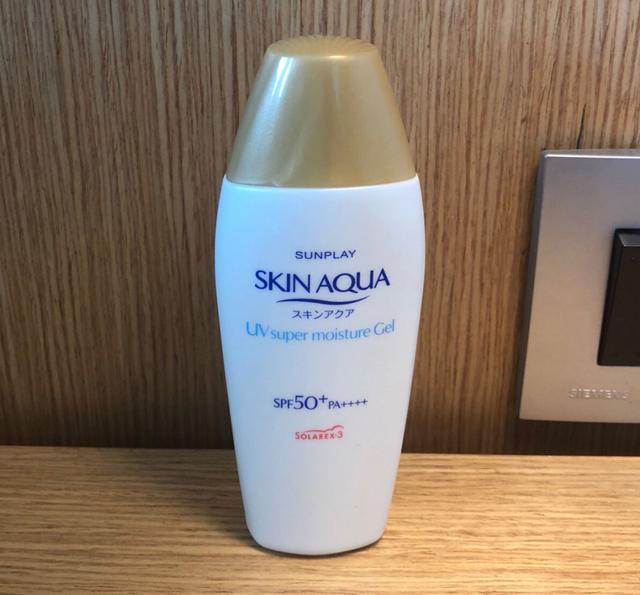 SUNPLAY
SKIN AQUA
スキンアクア
UV super moisture Gel
SPF50+ PA++++
SOLAREX-3
SIEMENS